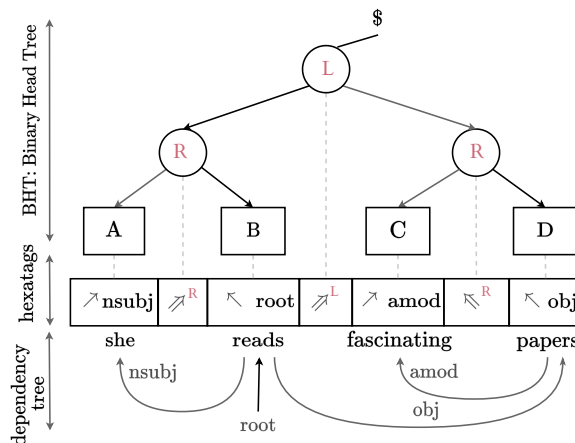 $
BHT: Binary Head Tree
L
R R
A B C D
hexatags
nsubj R root L amod R obj
she reads fascinating papers
dependency
tree
nsubj amod
obj
root